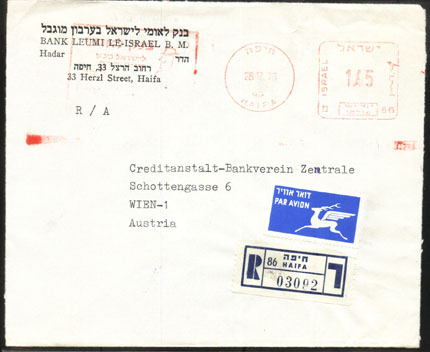 בנק לאומי לישראל בערבון מוגבל
BANK LEUMI LE-ISRAEL B. M.
Hadar הדר
רחוב הרצל 33, חיפה
33 Herzl Street, Haifa
R / A
חיפה
HAIFA
ישראל
ISRAEL
145
66
Creditanstalt-Bankverein Zentrale
Schottengasse 6
WIEN-1
Austria
דואר אוויר
PAR AVION
R 86 חיפה
HAIFA
03092
ר